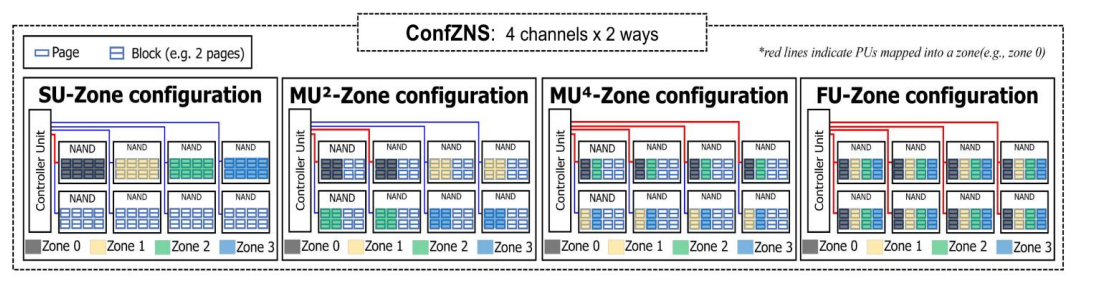 ConfZNS: 4 channels x 2 ways
Page
Block (e.g. 2 pages)
*red lines indicate PUs mapped into a zone(e.g., zone 0)
SU-Zone configuration
Controller Unit
NAND
NAND
NAND
NAND
NAND
NAND
NAND
NAND
Zone 0
Zone 1
Zone 2
Zone 3
MU²-Zone configuration
Controller Unit
NAND
NAND
NAND
NAND
NAND
NAND
NAND
NAND
Zone 0
Zone 1
Zone 2
Zone 3
MU⁴-Zone configuration
Controller Unit
NAND
NAND
NAND
NAND
NAND
NAND
NAND
NAND
Zone 0
Zone 1
Zone 2
Zone 3
FU-Zone configuration
Controller Unit
NAND
NAND
NAND
NAND
NAND
NAND
NAND
NAND
Zone 0
Zone 1
Zone 2
Zone 3